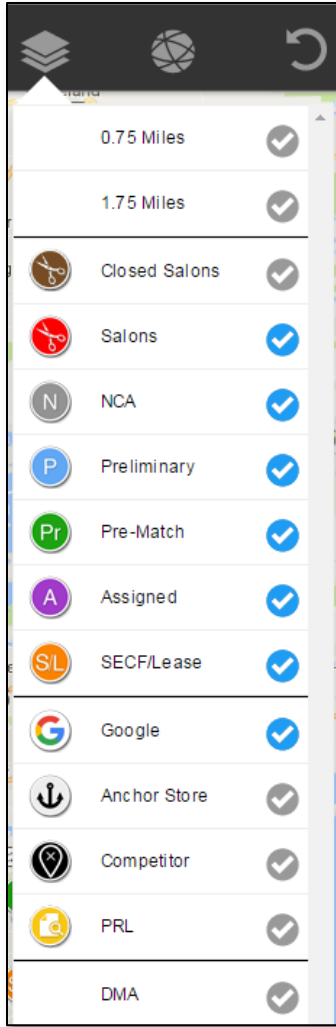 0.75 Miles
1.75 Miles
Closed Salons
Salons
N NCA
P Preliminary
Pr Pre-Match
A Assigned
S/L SECF/Lease
G Google
Anchor Store
Competitor
PRL
DMA